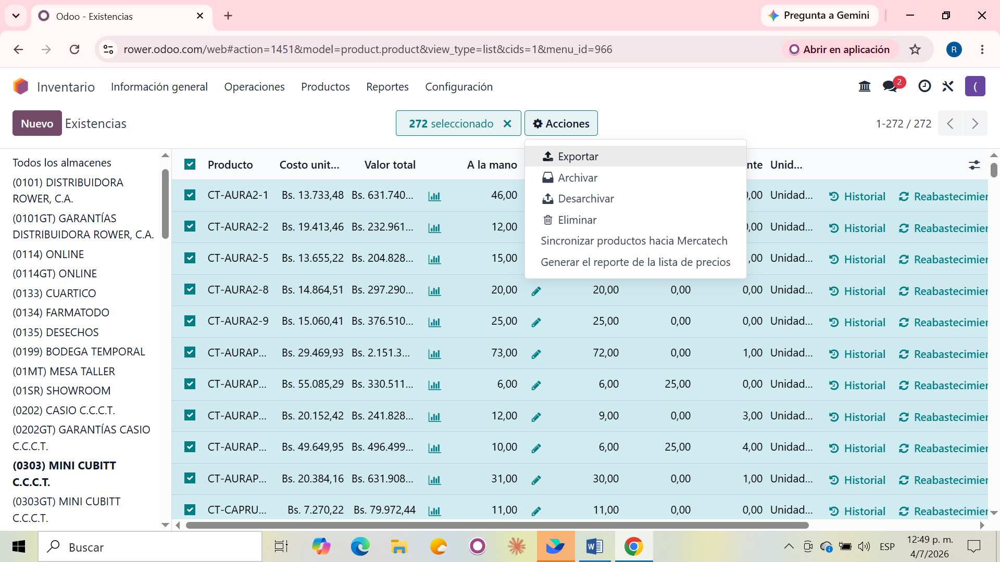 Odoo - Existencias
Pregunta a Gemini
rower.odoo.com/web#action=1451&model=product.product&view_type=list&cids=1&menu_id=966
Abrir en aplicación
R
Inventario
Información general
Operaciones
Productos
Reportes
Configuración
2
(
Nuevo
Existencias
272 seleccionado
Acciones
1-272 / 272
Exportar
Archivar
Desarchivar
Eliminar
Sincronizar productos hacia Mercatech
Generar el reporte de la lista de precios
Todos los almacenes
(0101) DISTRIBUIDORA
ROWER, C.A.
(0101GT) GARANTÍAS
DISTRIBUIDORA ROWER, C.A.
(0114) ONLINE
(0114GT) ONLINE
(0133) CUARTICO
(0134) FARMATODO
(0135) DESECHOS
(0199) BODEGA TEMPORAL
(01MT) MESA TALLER
(01SR) SHOWROOM
(0202) CASIO C.C.C.T.
(0202GT) GARANTÍAS CASIO
C.C.C.T.
(0303) MINI CUBITT
C.C.C.T.
(0303GT) MINI CUBITT
C.C.C.T.
Producto Costo unit... Valor total A la mano nte Unid...
CT-AURA2-1 Bs. 13.733,48 Bs. 631.740... 46,00 0,00 Unidad... Historial Reabastecimier
CT-AURA2-2 Bs. 19.413,46 Bs. 232.961... 12,00 0,00 Unidad... Historial Reabastecimier
CT-AURA2-5 Bs. 13.655,22 Bs. 204.828... 15,00 ,00 Unidad... Historial Reabastecimier
CT-AURA2-8 Bs. 14.864,51 Bs. 297.290... 20,00 20,00 0,00 0,00 Unidad... Historial Reabastecimier
CT-AURA2-9 Bs. 15.060,41 Bs. 376.510... 25,00 25,00 0,00 0,00 Unidad... Historial Reabastecimier
CT-AURAP... Bs. 29.469,93 Bs. 2.151.3... 73,00 72,00 0,00 1,00 Unidad... Historial Reabastecimier
CT-AURAP... Bs. 55.085,29 Bs. 330.511... 6,00 6,00 25,00 0,00 Unidad... Historial Reabastecimier
CT-AURAP... Bs. 20.152,42 Bs. 241.828... 12,00 9,00 0,00 3,00 Unidad... Historial Reabastecimier
CT-AURAP... Bs. 49.649,95 Bs. 496.499... 10,00 6,00 25,00 4,00 Unidad... Historial Reabastecimier
CT-AURAP... Bs. 20.384,16 Bs. 631.908... 31,00 30,00 0,00 1,00 Unidad... Historial Reabastecimier
CT-CAPRU... Bs. 7.270,22 Bs. 79.972,44 11,00 11,00 0,00 0,00 Unidad... Historial Reabastecimier
Buscar
ESP
12:49 p. m.
4/7/2026